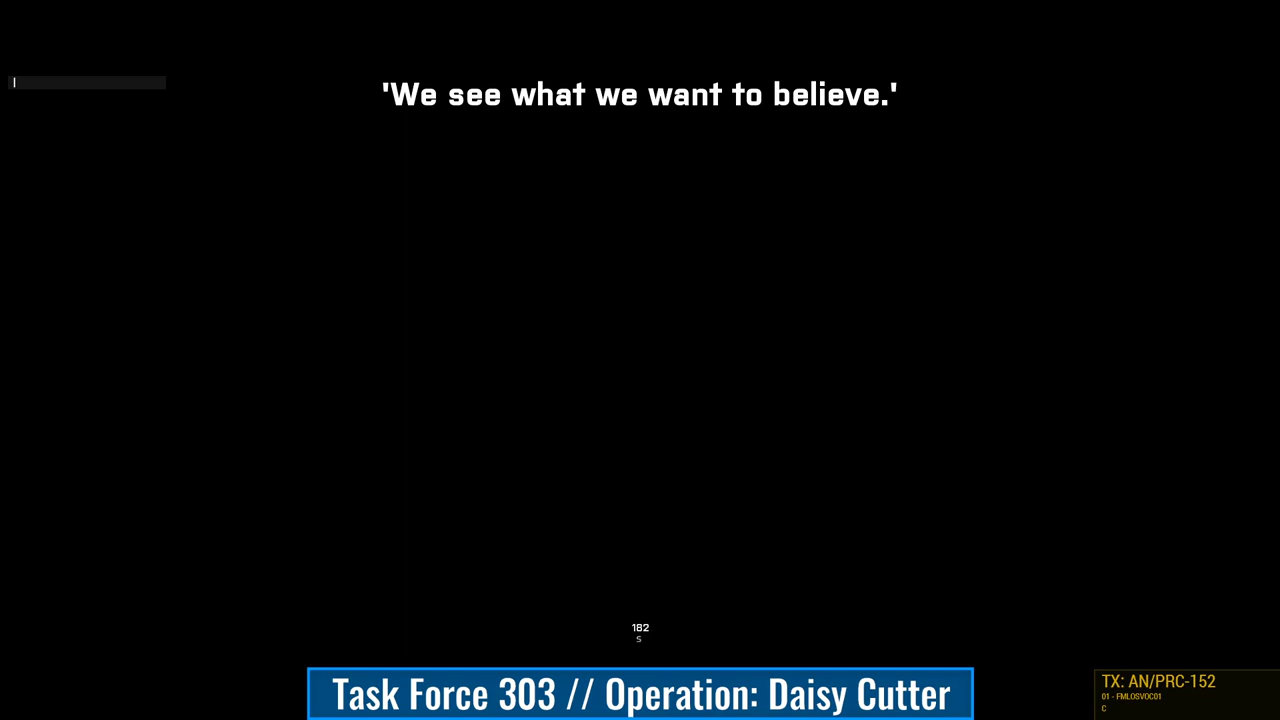 'We see what we want to believe.'
182
S
Task Force 303 // Operation: Daisy Cutter
TX: AN/PRC-152
01 - FMLOSVOC01
C